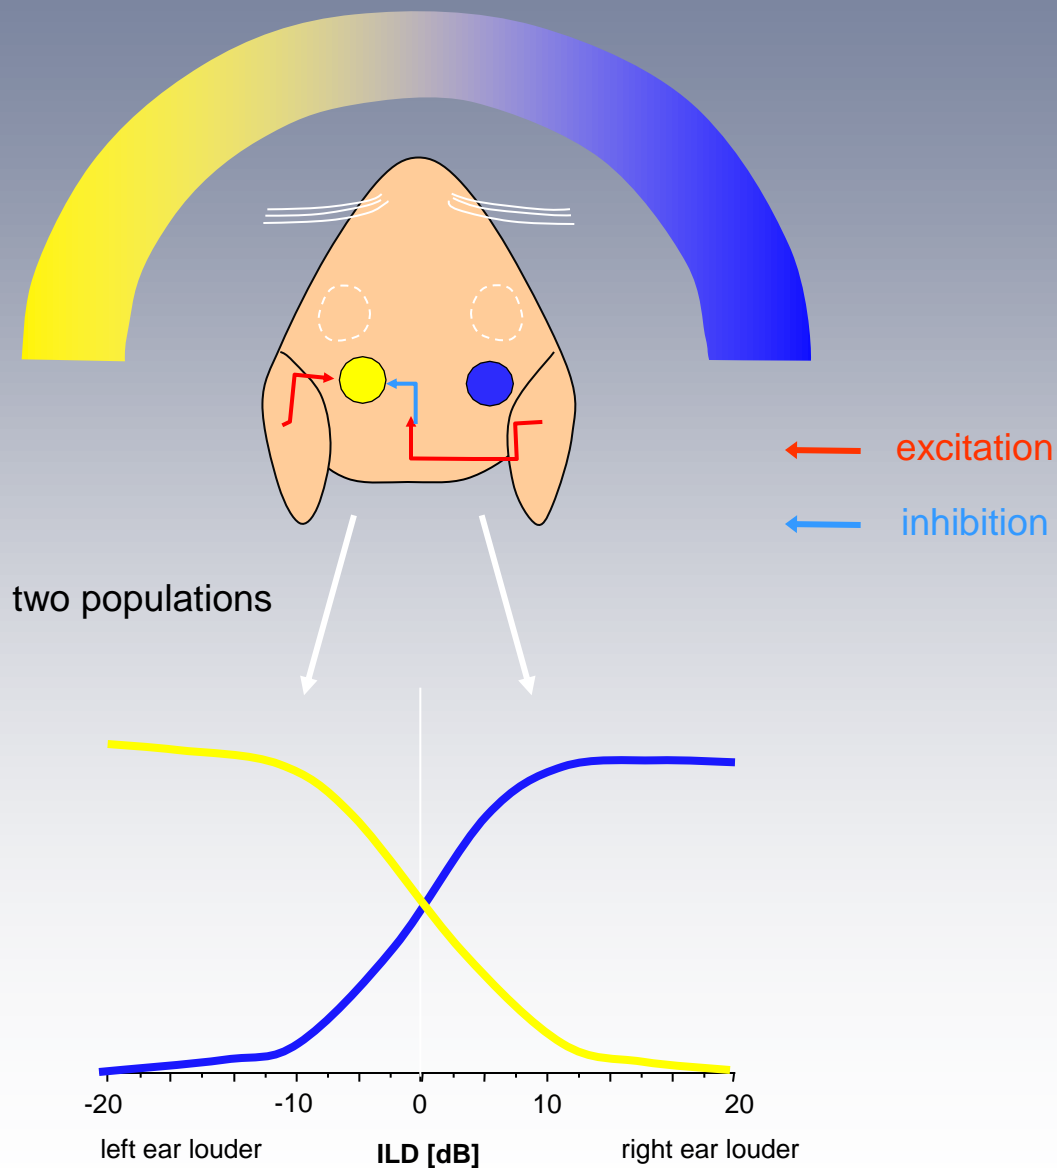 excitation
inhibition
two populations
-20 -10 0 10 20
left ear louder ILD [dB] right ear louder